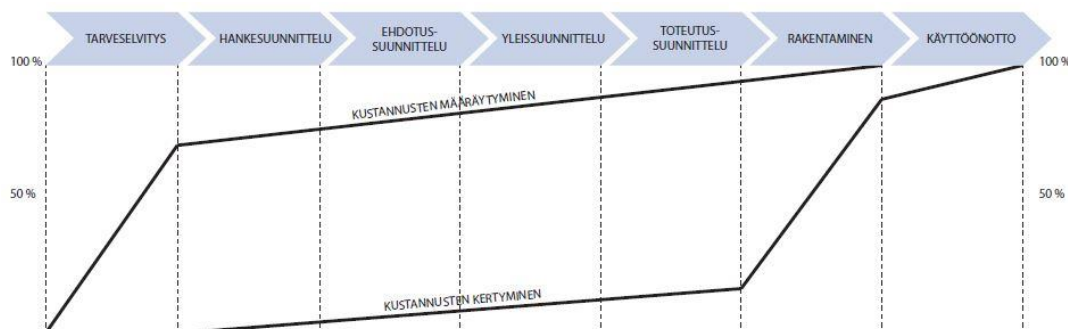 TARVESELVITYS
HANKESUUNNITTELU
EHDOTUS-
SUUNNITTELU
YLEISSUUNNITTELU
TOTEUTUS-
SUUNNITTELU
RAKENTAMINEN
KÄYTTÖÖNOTTO
100 %
100 %
KUSTANNUSTEN MÄÄRÄYTYMINEN
50 %
50 %
KUSTANNUSTEN KERTYMINEN